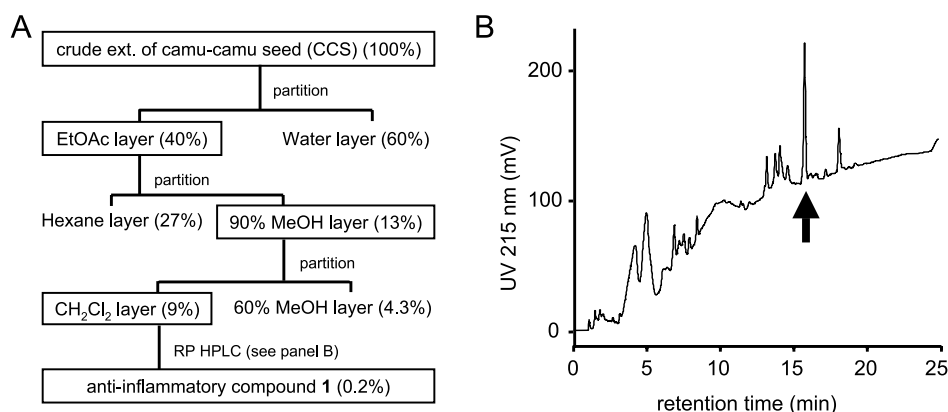 A
crude ext. of camu-camu seed (CCS) (100%)
partition
EtOAc layer (40%) Water layer (60%)
partition
Hexane layer (27%) 90% MeOH layer (13%)
partition
CH₂Cl₂ layer (9%) 60% MeOH layer (4.3%)
RP HPLC (see panel B)
anti-inflammatory compound 1 (0.2%)
B
UV 215 nm (mV)
200
100
0
0 5 10 15 20 25
retention time (min)